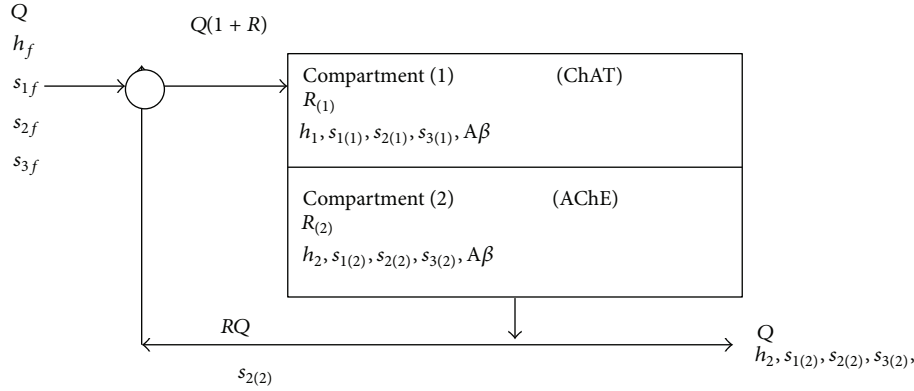 Q
h_f
s_{1f}
s_{2f}
s_{3f}
Q(1 + R)
Compartment (1) (ChAT)
R_{(1)}
h_1, s_{1(1)}, s_{2(1)}, s_{3(1)}, Aβ
Compartment (2) (AChE)
R_{(2)}
h_2, s_{1(2)}, s_{2(2)}, s_{3(2)}, Aβ
RQ
s_{2(2)}
Q
h_2, s_{1(2)}, s_{2(2)}, s_{3(2)},